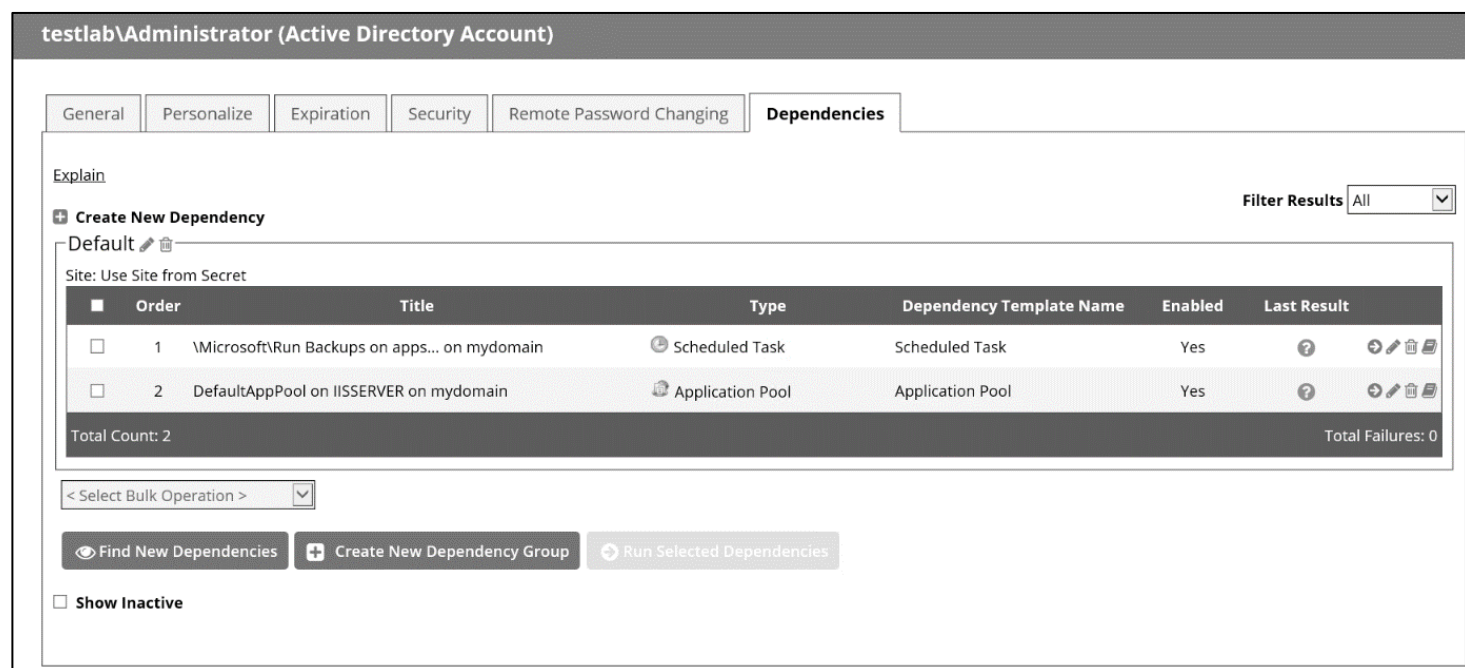 testlab\Administrator (Active Directory Account)
General Personalize Expiration Security Remote Password Changing Dependencies
Explain
Filter Results All
Create New Dependency
Default
Site: Use Site from Secret
Order Title Type Dependency Template Name Enabled Last Result
1 \Microsoft\Run Backups on apps... on mydomain Scheduled Task Scheduled Task Yes
2 DefaultAppPool on IISSERVER on mydomain Application Pool Application Pool Yes
Total Count: 2 Total Failures: 0
< Select Bulk Operation >
Find New Dependencies Create New Dependency Group Run Selected Dependencies
Show Inactive